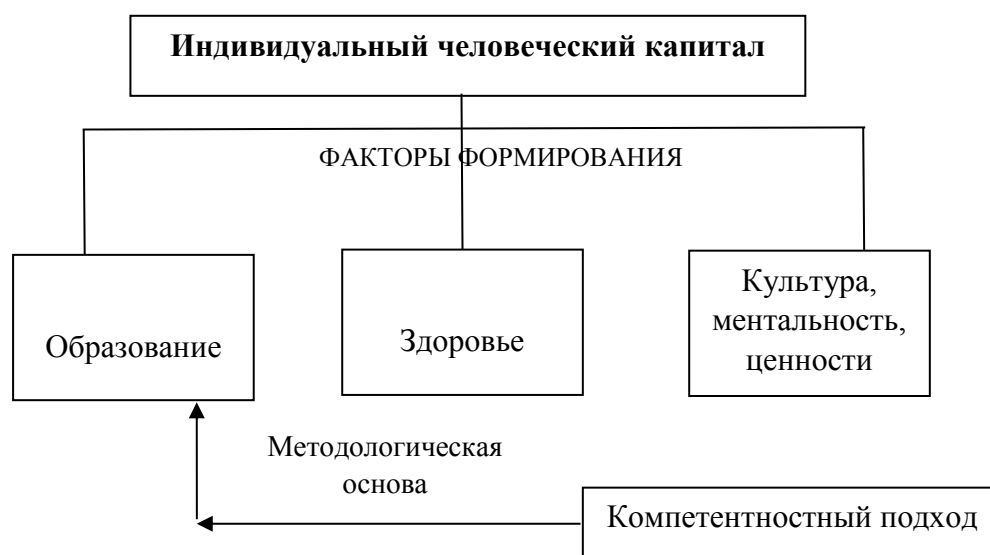 Индивидуальный человеческий капитал
ФАКТОРЫ ФОРМИРОВАНИЯ
Образование
Здоровье
Культура,
ментальность,
ценности
Методологическая
основа
Компетентностный подход